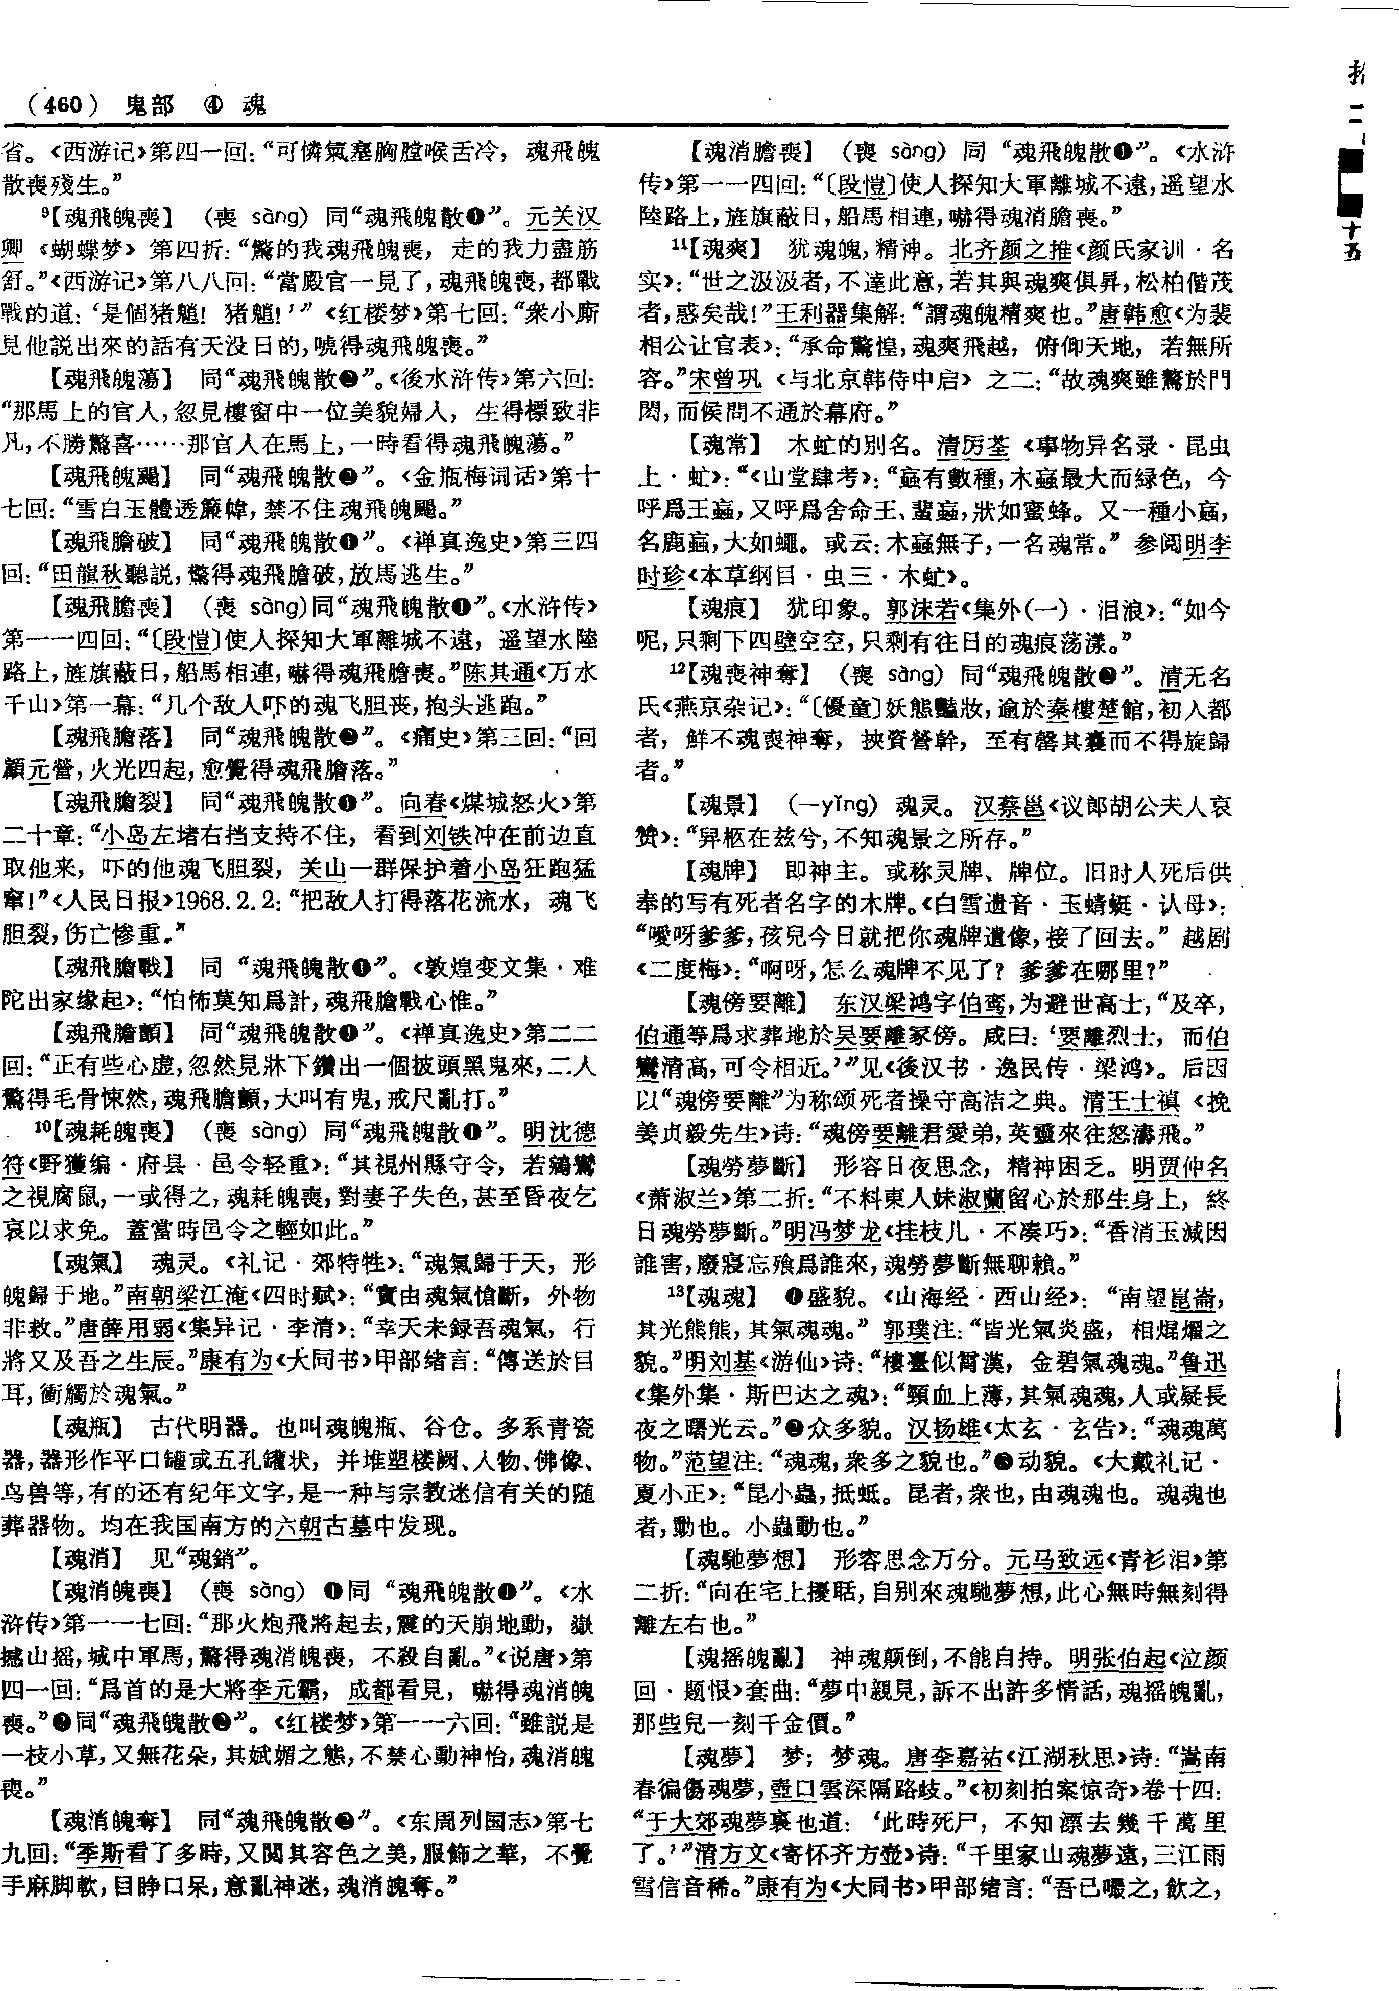 (460) 鬼部 ④ 魂
省。《西游记》第四一回：“可憐氣塞胸膛喉舌冷，魂飛魄
散喪殘生。”
9【魂飛魄喪】 (喪 sàng) 同“魂飛魄散❶”。元关汉
卿《蝴蝶梦》第四折：“驚的我魂飛魄喪，走的我力盡筋
舒。”《西游记》第八八回：“當殿官一見了，魂飛魄喪，都戰
戰的道：‘是個猪魈！猪魈！’”《红楼梦》第七回：“衆小厮
見他説出來的話有天没日的，唬得魂飛魄喪。”
【魂飛魄蕩】 同“魂飛魄散❷”。《後水浒传》第六回：
“那馬上的官人，忽見樓窗中一位美貌婦人，生得標致非
凡，不勝驚喜……那官人在馬上，一時看得魂飛魄蕩。”
【魂飛魄颺】 同“魂飛魄散❷”。《金瓶梅词话》第十
七回：“雪白玉體透簾幃，禁不住魂飛魄颺。”
【魂飛膽破】 同“魂飛魄散❶”。《禅真逸史》第三四
回：“田龍秋聽説，驚得魂飛膽破，放馬逃生。”
【魂飛膽喪】 (喪 sàng)同“魂飛魄散❶”。《水浒传》
第一一四回：“〔段愷〕使人探知大軍離城不遠，遥望水陸
路上，旌旗蔽日，船馬相連，嚇得魂飛膽喪。”陈其通《万水
千山》第一幕：“几个敌人吓的魂飞胆丧，抱头逃跑。”
【魂飛膽落】 同“魂飛魄散❷”。《痛史》第三回：“回
顧元營，火光四起，愈覺得魂飛膽落。”
【魂飛膽裂】 同“魂飛魄散❶”。向春《煤城怒火》第
二十章：“小岛左堵右挡支持不住，看到刘铁冲在前边直
取他来，吓的他魂飞胆裂，关山一群保护着小岛狂跑猛
窜！”《人民日报》1968.2.2：“把敌人打得落花流水，魂飞
胆裂，伤亡惨重。”
【魂飛膽戰】 同“魂飛魄散❶”。《敦煌变文集·难
陀出家缘起》：“怕怖莫知爲計，魂飛膽戰心惟。”
【魂飛膽顫】 同“魂飛魄散❶”。《禅真逸史》第二二
回：“正有些心虚，忽然見牀下鑽出一個披頭黑鬼來，二人
驚得毛骨悚然，魂飛膽顫，大叫有鬼，戒尺亂打。”
10【魂耗魄喪】 (喪 sàng) 同“魂飛魄散❶”。明沈德
符《野獲编·府县·邑令轻重》：“其視州縣守令，若鵷鸞
之視腐鼠，一或得之，魂耗魄喪，對妻子失色，甚至昏夜乞
哀以求免。蓋當時邑令之輕如此。”
【魂氣】 魂灵。《礼记·郊特牲》：“魂氣歸于天，形
魄歸于地。”南朝梁江淹《四时赋》：“實由魂氣愴斷，外物
非救。”唐薛用弱《集异记·李清》：“幸天未録吾魂氣，行
將又及吾之生辰。”康有为《大同书》甲部绪言：“傳送於目
耳，衝觸於魂氣。”
【魂瓶】 古代明器。也叫魂魄瓶、谷仓。多系青瓷
器，器形作平口罐或五孔罐状，并堆塑楼阙、人物、佛像、
鸟兽等，有的还有纪年文字，是一种与宗教迷信有关的随
葬器物。均在我国南方的六朝古墓中发现。
【魂消】 见“魂銷”。
【魂消魄喪】 (喪 sàng) ❶同“魂飛魄散❶”。《水
浒传》第一一七回：“那火炮飛將起去，震的天崩地動，嶽
撼山摇，城中軍馬，驚得魂消魄喪，不殺自亂。”《说唐》第
四一回：“爲首的是大將李元霸，成都看見，嚇得魂消魄
喪。”❷同“魂飛魄散❷”。《红楼梦》第一一六回：“雖説是
一枝小草，又無花朵，其妩媚之態，不禁心動神怡，魂消魄
喪。”
【魂消魄奪】 同“魂飛魄散❷”。《东周列国志》第七
九回：“季斯看了多時，又閲其容色之美，服飾之華，不覺
手麻脚軟，目睁口呆，意亂神迷，魂消魄奪。”
【魂消膽喪】 (喪 sàng) 同“魂飛魄散❶”。《水浒
传》第一一四回：“〔段愷〕使人探知大軍離城不遠，遥望水
陸路上，旌旗蔽日，船馬相連，嚇得魂消膽喪。”
11【魂爽】 犹魂魄，精神。北齐颜之推《颜氏家训·名
实》：“世之汲汲者，不達此意，若其與魂爽俱昇，松柏偕茂
者，惑矣哉！”王利器集解：“謂魂魄精爽也。”唐韩愈《为裴
相公让官表》：“承命驚惶，魂爽飛越，俯仰天地，若無所
容。”宋曾巩《与北京韩侍中启》之二：“故魂爽雖騖於門
閎，而候問不通於幕府。”
【魂常】 木虻的别名。清厉荃《事物异名录·昆虫
上·虻》：“《山堂肆考》：“蝱有數種，木蝱最大而緑色，今
呼爲王蝱，又呼爲舍命王、蜚蝱，狀如蜜蜂。又一種小蝱，
名鹿蝱，大如蠅。或云：木蝱無子，一名魂常。”参阅明李
时珍《本草纲目·虫三·木虻》。
【魂痕】 犹印象。郭沫若《集外(一)·泪浪》：“如今
呢，只剩下四壁空空，只剩有往日的魂痕荡漾。”
12【魂喪神奪】 (喪 sàng) 同“魂飛魄散❷”。清无名
氏《燕京杂记》：“〔優童〕妖態豔妝，逾於秦樓楚館，初入都
者，鮮不魂喪神奪，挾資營幹，至有罄其囊而不得旋歸
者。”
【魂景】 (—yǐng) 魂灵。汉蔡邕《议郎胡公夫人哀
赞》：“舁柩在兹兮，不知魂景之所存。”
【魂牌】 即神主。或称灵牌、牌位。旧时人死后供
奉的写有死者名字的木牌。《白雪遗音·玉蜻蜓·认母》：
“噯呀爹爹，孩兒今日就把你魂牌遺像，接了回去。”越剧
《二度梅》：“啊呀，怎么魂牌不见了？爹爹在哪里？”
【魂傍要離】 东汉梁鸿字伯鸾，为避世高士，“及卒，
伯通等爲求葬地於吴要離冢傍。咸曰：‘要離烈士，而伯
鸞清高，可令相近。’”见《後汉书·逸民传·梁鸿》。后因
以“魂傍要離”为称颂死者操守高洁之典。清王士禛《挽
姜贞毅先生》诗：“魂傍要離君愛弟，英靈來往怒濤飛。”
【魂勞夢斷】 形容日夜思念，精神困乏。明贾仲名
《萧淑兰》第二折：“不料東人妹淑蘭留心於那生身上，終
日魂勞夢斷。”明冯梦龙《挂枝儿·不凑巧》：“香消玉減因
誰害，廢寢忘飧爲誰來，魂勞夢斷無聊賴。”
13【魂魂】 ❶盛貌。《山海经·西山经》：“南望崑崙，
其光熊熊，其氣魂魂。”郭璞注：“皆光氣炎盛，相焜燿之
貌。”明刘基《游仙》诗：“樓臺似霄漢，金碧氣魂魂。”鲁迅
《集外集·斯巴达之魂》：“頸血上薄，其氣魂魂，人或疑長
夜之曙光云。”❷众多貌。汉扬雄《太玄·玄告》：“魂魂萬
物。”范望注：“魂魂，衆多之貌也。”❸动貌。《大戴礼记·
夏小正》：“昆小蟲，抵蚳。昆者，衆也，由魂魂也。魂魂也
者，動也。小蟲動也。”
【魂馳夢想】 形容思念万分。元马致远《青衫泪》第
二折：“向在宅上擾聒，自别來魂馳夢想，此心無時無刻得
離左右也。”
【魂摇魄亂】 神魂颠倒，不能自持。明张伯起《泣颜
回·题恨》套曲：“夢中親見，訴不出許多情話，魂摇魄亂，
那些兒一刻千金價。”
【魂夢】 梦；梦魂。唐李嘉祐《江湖秋思》诗：“嵩南
春徧傷魂夢，壺口雲深隔路歧。”《初刻拍案惊奇》卷十四：
“于大郊魂夢裏也道：‘此時死尸，不知漂去幾千萬里
了。’”清方文《寄怀齐方壶》诗：“千里家山魂夢遠，三江雨
雪信音稀。”康有为《大同书》甲部绪言：“吾已嚼之，飲之，
二
十五